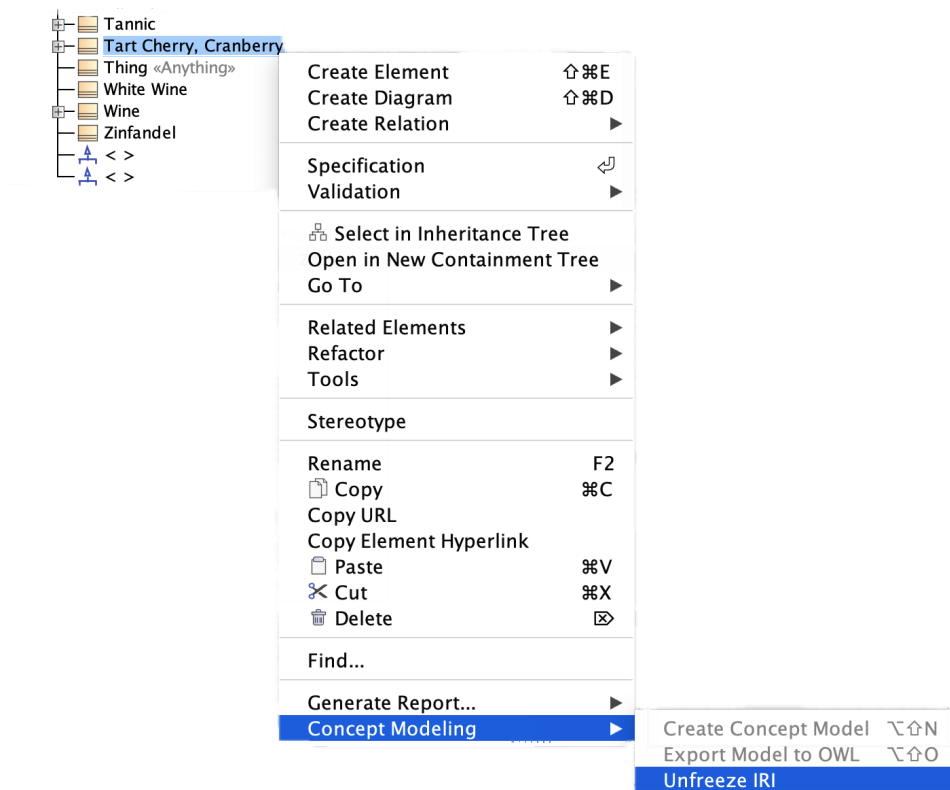 Tannic
Tart Cherry, Cranberry
Thing «Anything»
White Wine
Wine
Zinfandel
< >
< >
Create Element ⇧⌘E
Create Diagram ⇧⌘D
Create Relation
Specification
Validation
Select in Inheritance Tree
Open in New Containment Tree
Go To
Related Elements
Refactor
Tools
Stereotype
Rename F2
Copy ⌘C
Copy URL
Copy Element Hyperlink
Paste ⌘V
Cut ⌘X
Delete ⌦
Find...
Generate Report...
Concept Modeling
Create Concept Model ⌥⇧N
Export Model to OWL ⌥⇧O
Unfreeze IRI